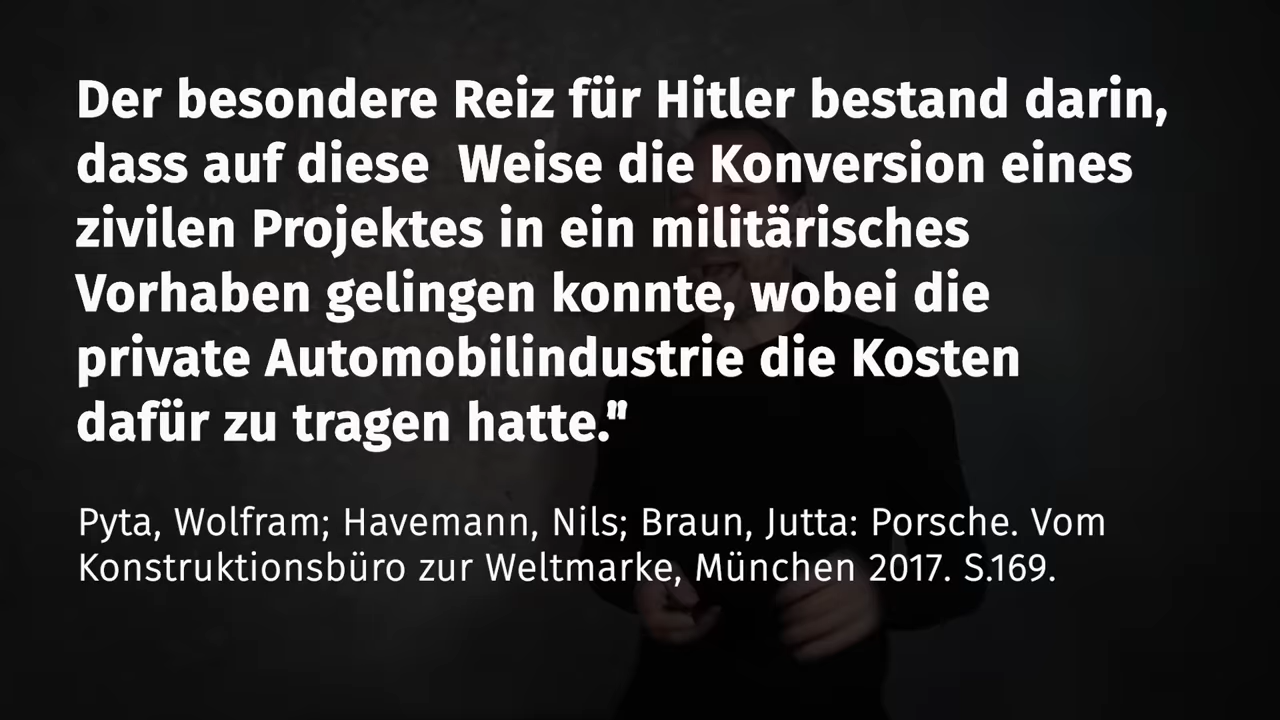 Der besondere Reiz für Hitler bestand darin,
dass auf diese  Weise die Konversion eines
zivilen Projektes in ein militärisches
Vorhaben gelingen konnte, wobei die
private Automobilindustrie die Kosten
dafür zu tragen hatte."
Pyta, Wolfram; Havemann, Nils; Braun, Jutta: Porsche. Vom
Konstruktionsbüro zur Weltmarke, München 2017. S.169.